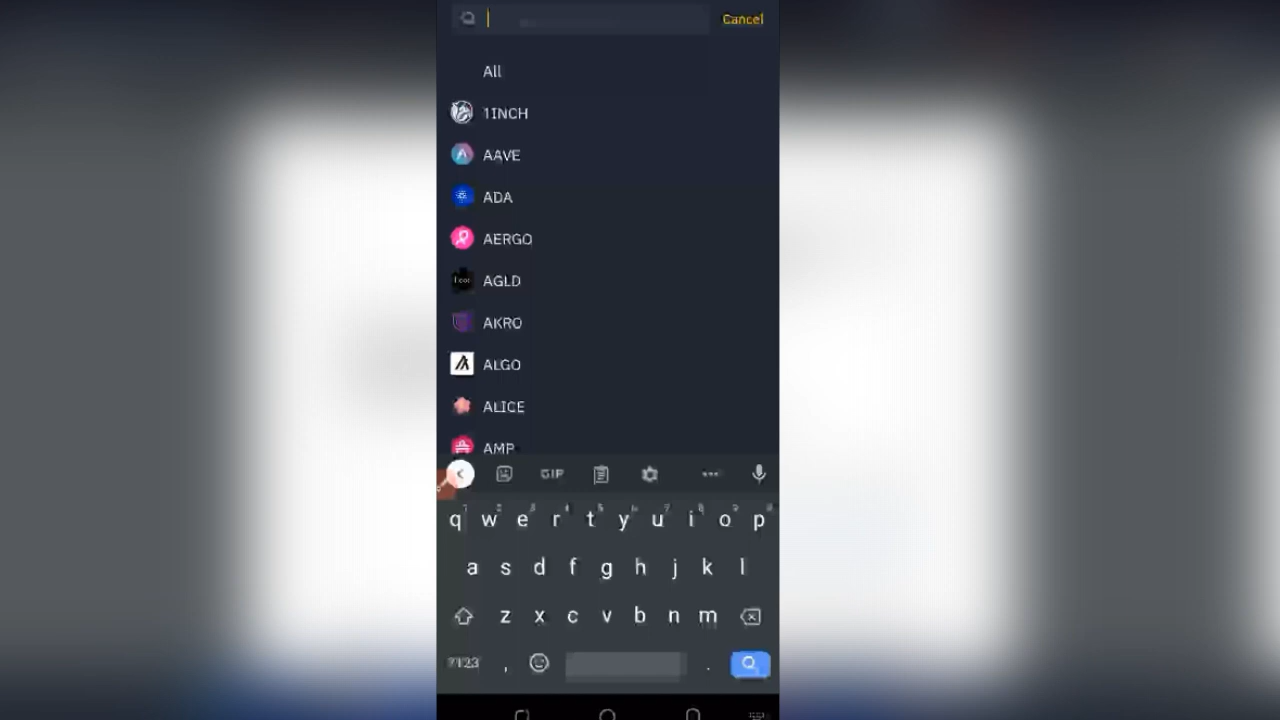 Cancel
All
1INCH
AAVE
ADA
AERGO
AGLD
AKRO
ALGO
ALICE
AMP
GIF
q w e r t y u i o p
a s d f g h j k l
z x c v b n m
?123 , .